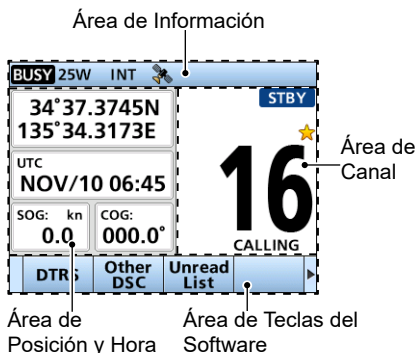 Área de Información
BUSY 25W INT
STBY
34°37.3745N
135°34.3173E
UTC
NOV/10 06:45
SOG: kn
0.0
COG:
000.0°
16
CALLING
Área de
Canal
DTRS
Other
DSC
Unread
List
Área de
Posición y Hora
Área de Teclas del
Software